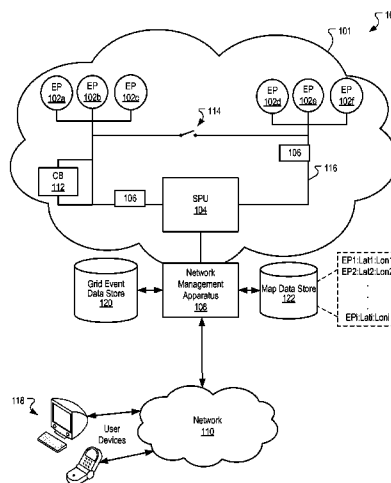 101
EP
102a
EP
102b
EP
102c
EP
102d
EP
102e
EP
102f
114
106
116
CB
112
106
SPU
104
Grid Event
Data Store
120
Network
Management
Apparatus
108
Map Data Store
122
EP1:Lat1:Lon1
EP2:Lat2:Lon2
.
.
.
EPi:Lati:Loni
118
User
Devices
Network
110